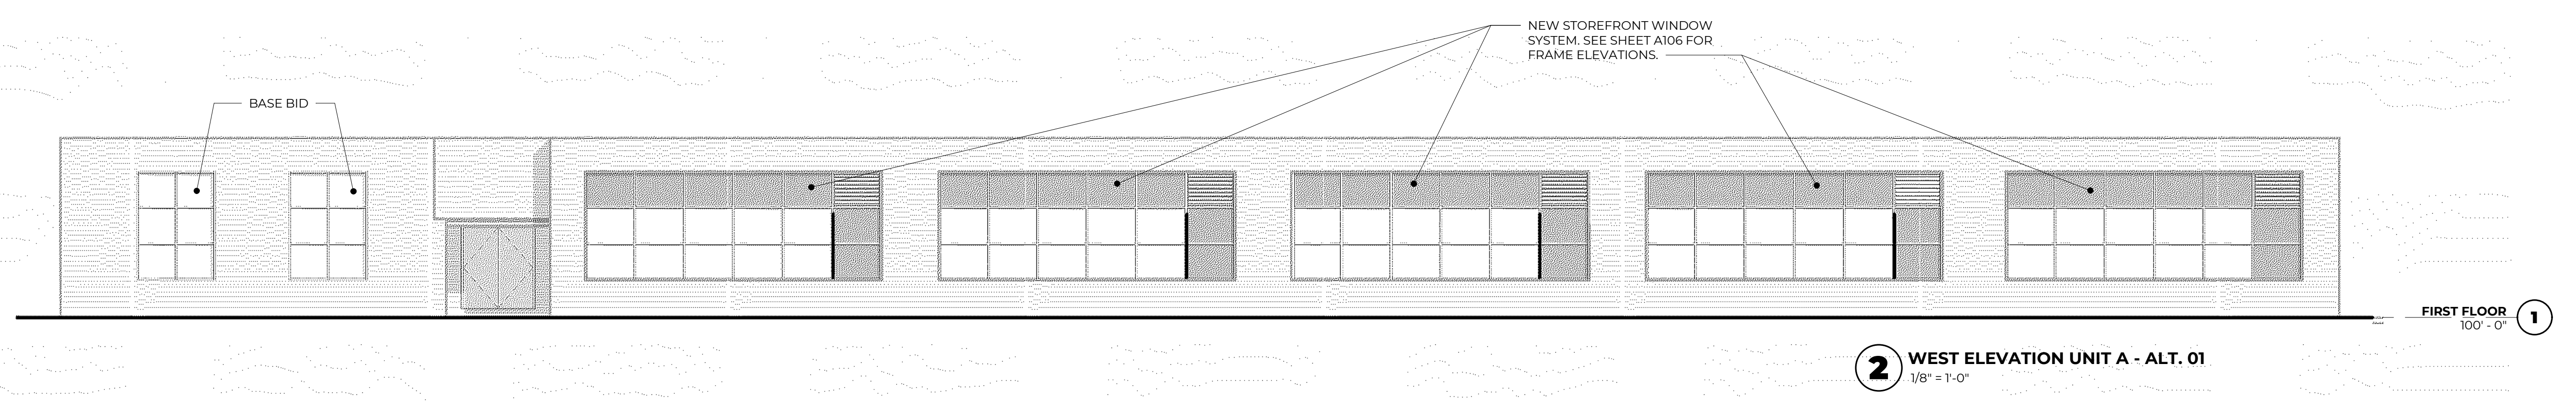 NEW STOREFRONT WINDOW
SYSTEM. SEE SHEET A106 FOR
FRAME ELEVATIONS.
BASE BID
FIRST FLOOR
100' - 0"
1
2
WEST ELEVATION UNIT A - ALT. 01
1/8" = 1'-0"